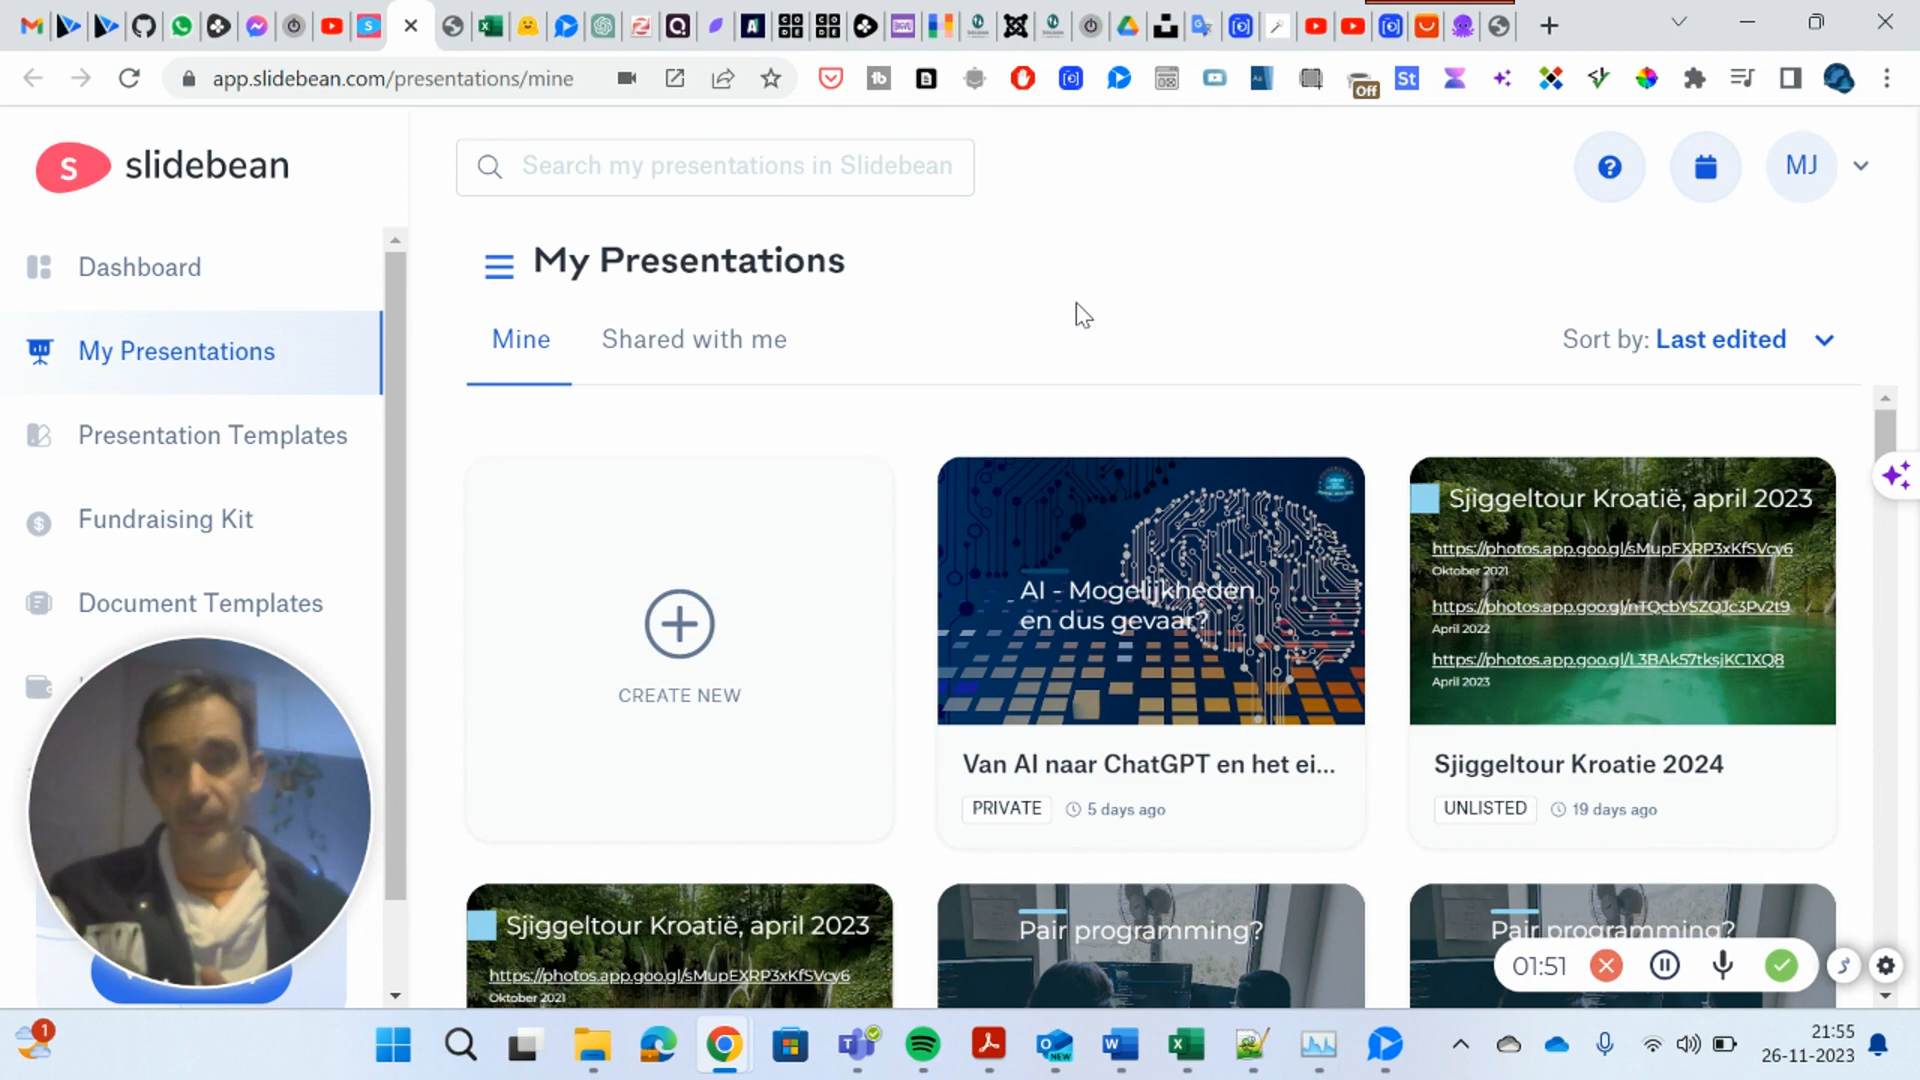 app.slidebean.com/presentations/mine
Off
St
S
slidebean
Search my presentations in Slidebean
MJ
Dashboard
My Presentations
Presentation Templates
Fundraising Kit
Document Templates
My Presentations
Mine
Shared with me
Sort by: Last edited
CREATE NEW
AI - Mogelijkheden
en dus gevaar?
Van AI naar ChatGPT en het ei...
PRIVATE
5 days ago
Sjiggeltour Kroatië, april 2023
https://photos.app.goo.gl/sMupEXRP3xKfSVcy6
Oktober 2021
https://photos.app.goo.gl/nTQcbYSZQJc3Pv2t9
April 2022
https://photos.app.goo.gl/L3BAk57tksjKC1XQ8
April 2023
Sjiggeltour Kroatie 2024
UNLISTED
19 days ago
Sjiggeltour Kroatië, april 2023
https://photos.app.goo.gl/sMupEXRP3xKfSVcy6
Oktober 2021
Pair programming?
Pair programming?
01:51
1
NEW
21:55
26-11-2023